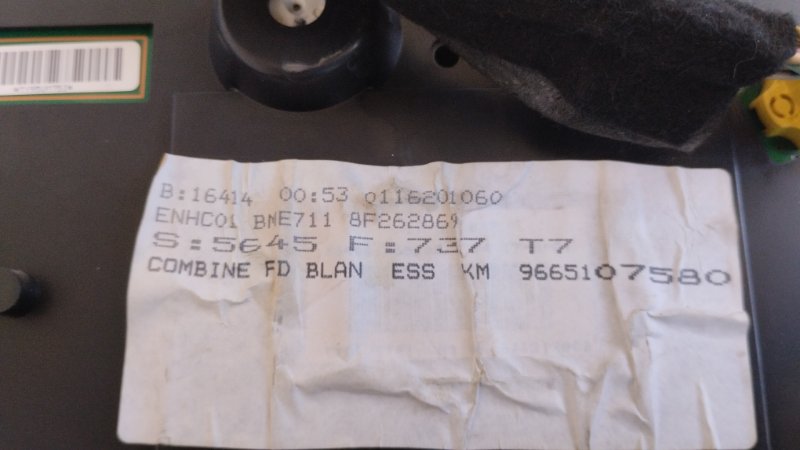 B:16414 00:53 0116201060
ENHC01 BNE711 8F262869
S:5645 F:737 T7
COMBINE FD BLAN ESS KM 9665107580